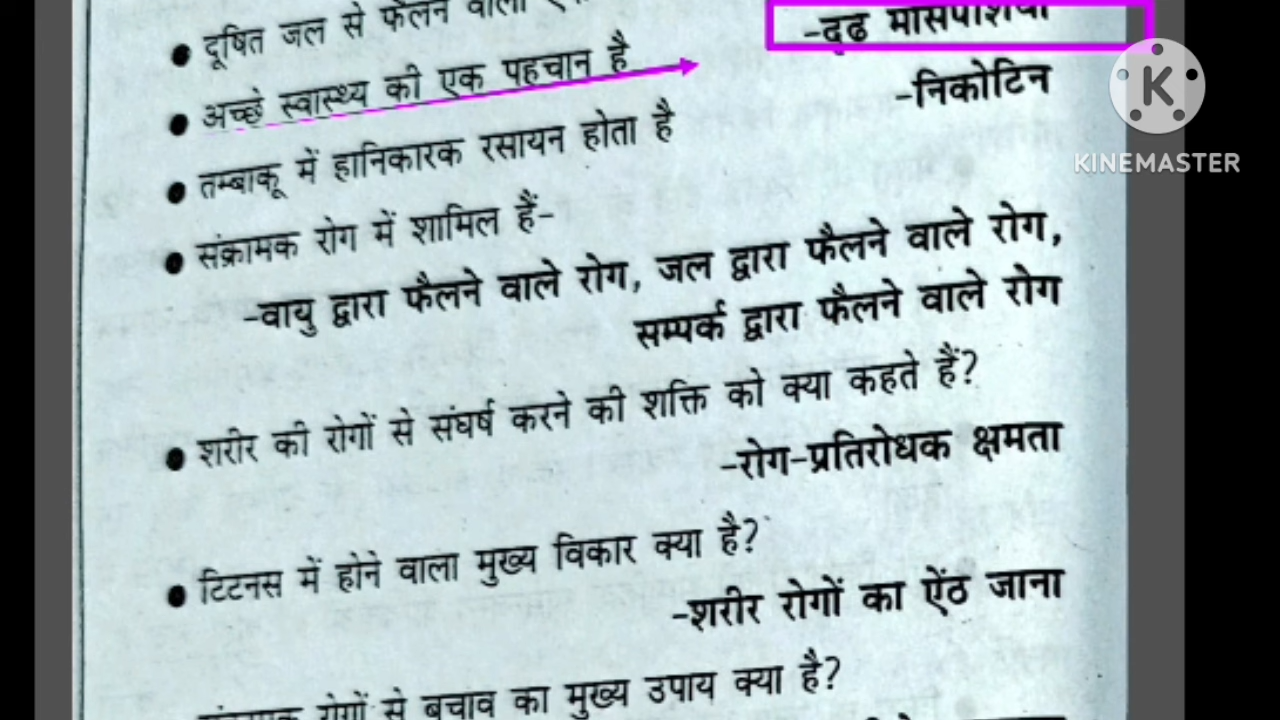 ● दूषित जल से फैलने वाला
-दृढ मांसपेशियां
● अच्छे स्वास्थ्य की एक पहचान है
-निकोटिन
● तम्बाकू में हानिकारक रसायन होता है
● संक्रामक रोग में शामिल हैं-
-वायु द्वारा फैलने वाले रोग, जल द्वारा फैलने वाले रोग,
सम्पर्क द्वारा फैलने वाले रोग
● शरीर की रोगों से संघर्ष करने की शक्ति को क्या कहते हैं?
-रोग-प्रतिरोधक क्षमता
● टिटनस में होने वाला मुख्य विकार क्या है?
-शरीर रोगों का ऐंठ जाना
रोगों से बचाव का मुख्य उपाय क्या है?
K
KINEMASTER